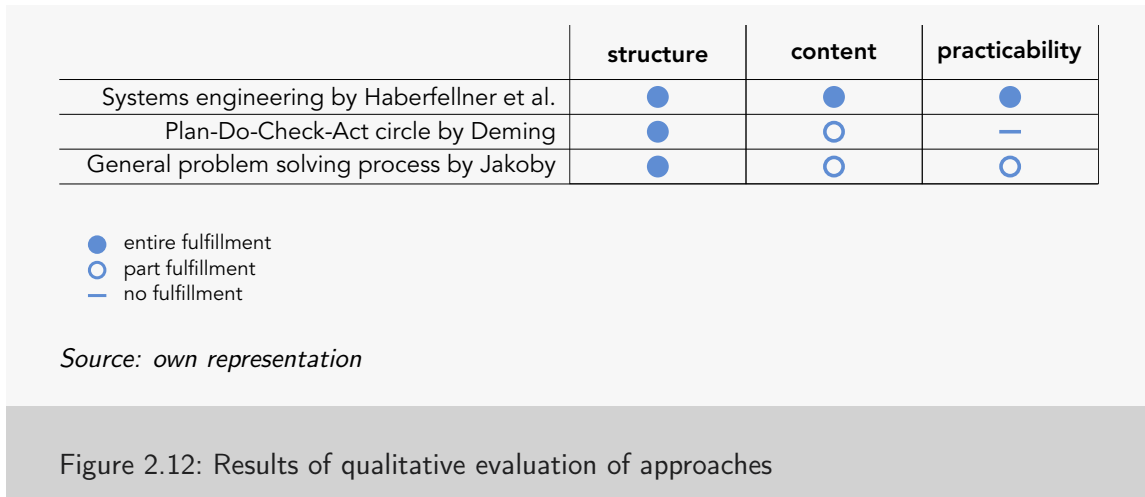 structure content practicability
Systems engineering by Haberfellner et al.
Plan-Do-Check-Act circle by Deming
General problem solving process by Jakoby
entire fulfillment
part fulfillment
no fulfillment
Source: own representation
Figure 2.12: Results of qualitative evaluation of approaches